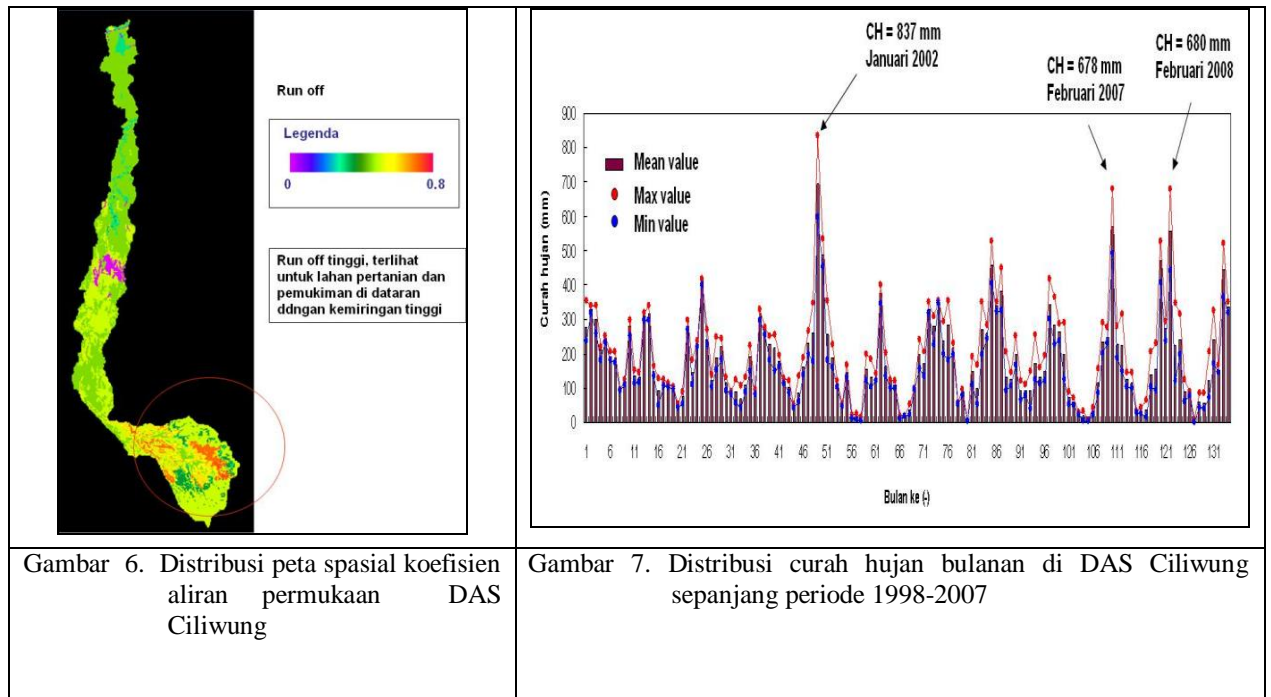 Run off
Legenda
0 0.8
Run off tinggi, terlihat
untuk lahan pertanian dan
pemukiman di dataran
ddngan kemiringan tinggi
CH = 837 mm
Januari 2002
CH = 678 mm
Februari 2007
CH = 680 mm
Februari 2008
Mean value
Max value
Min value
Curah hujan (mm)
900
800
700
600
500
400
300
200
100
0
1 6 11 16 21 26 31 36 41 46 51 56 61 66 71 76 81 86 91 96 101 106 111 116 121 126 131
Bulan ke (-)
Gambar 6. Distribusi peta spasial koefisien
aliran permukaan DAS
Ciliwung
Gambar 7. Distribusi curah hujan bulanan di DAS Ciliwung
sepanjang periode 1998-2007